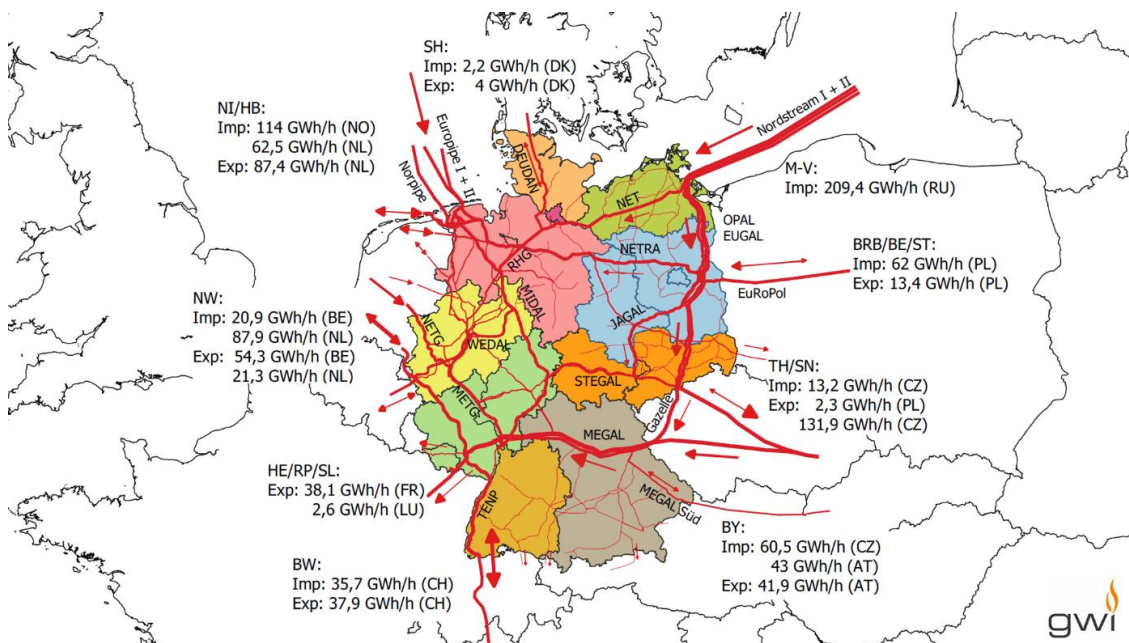 SH:
Imp: 2,2 GWh/h (DK)
Exp: 4 GWh/h (DK)
NI/HB:
Imp: 114 GWh/h (NO)
62,5 GWh/h (NL)
Exp: 87,4 GWh/h (NL)
Norpipe
Europipe I + II
DEUDAN
Nordstream I + II
M-V:
Imp: 209,4 GWh/h (RU)
NET
OPAL
EUGAL
NETRA
RHG
BRB/BE/ST:
Imp: 62 GWh/h (PL)
Exp: 13,4 GWh/h (PL)
EuRoPol
MIDAL
JAGAL
NW:
Imp: 20,9 GWh/h (BE)
87,9 GWh/h (NL)
Exp: 54,3 GWh/h (BE)
21,3 GWh/h (NL)
NETG
WEDAL
METG
STEGAL
TH/SN:
Imp: 13,2 GWh/h (CZ)
Exp: 2,3 GWh/h (PL)
131,9 GWh/h (CZ)
Gazelle
MEGAL
HE/RP/SL:
Exp: 38,1 GWh/h (FR)
2,6 GWh/h (LU)
TENP
MEGAL Süd
BY:
Imp: 60,5 GWh/h (CZ)
43 GWh/h (AT)
Exp: 41,9 GWh/h (AT)
BW:
Imp: 35,7 GWh/h (CH)
Exp: 37,9 GWh/h (CH)
gwi